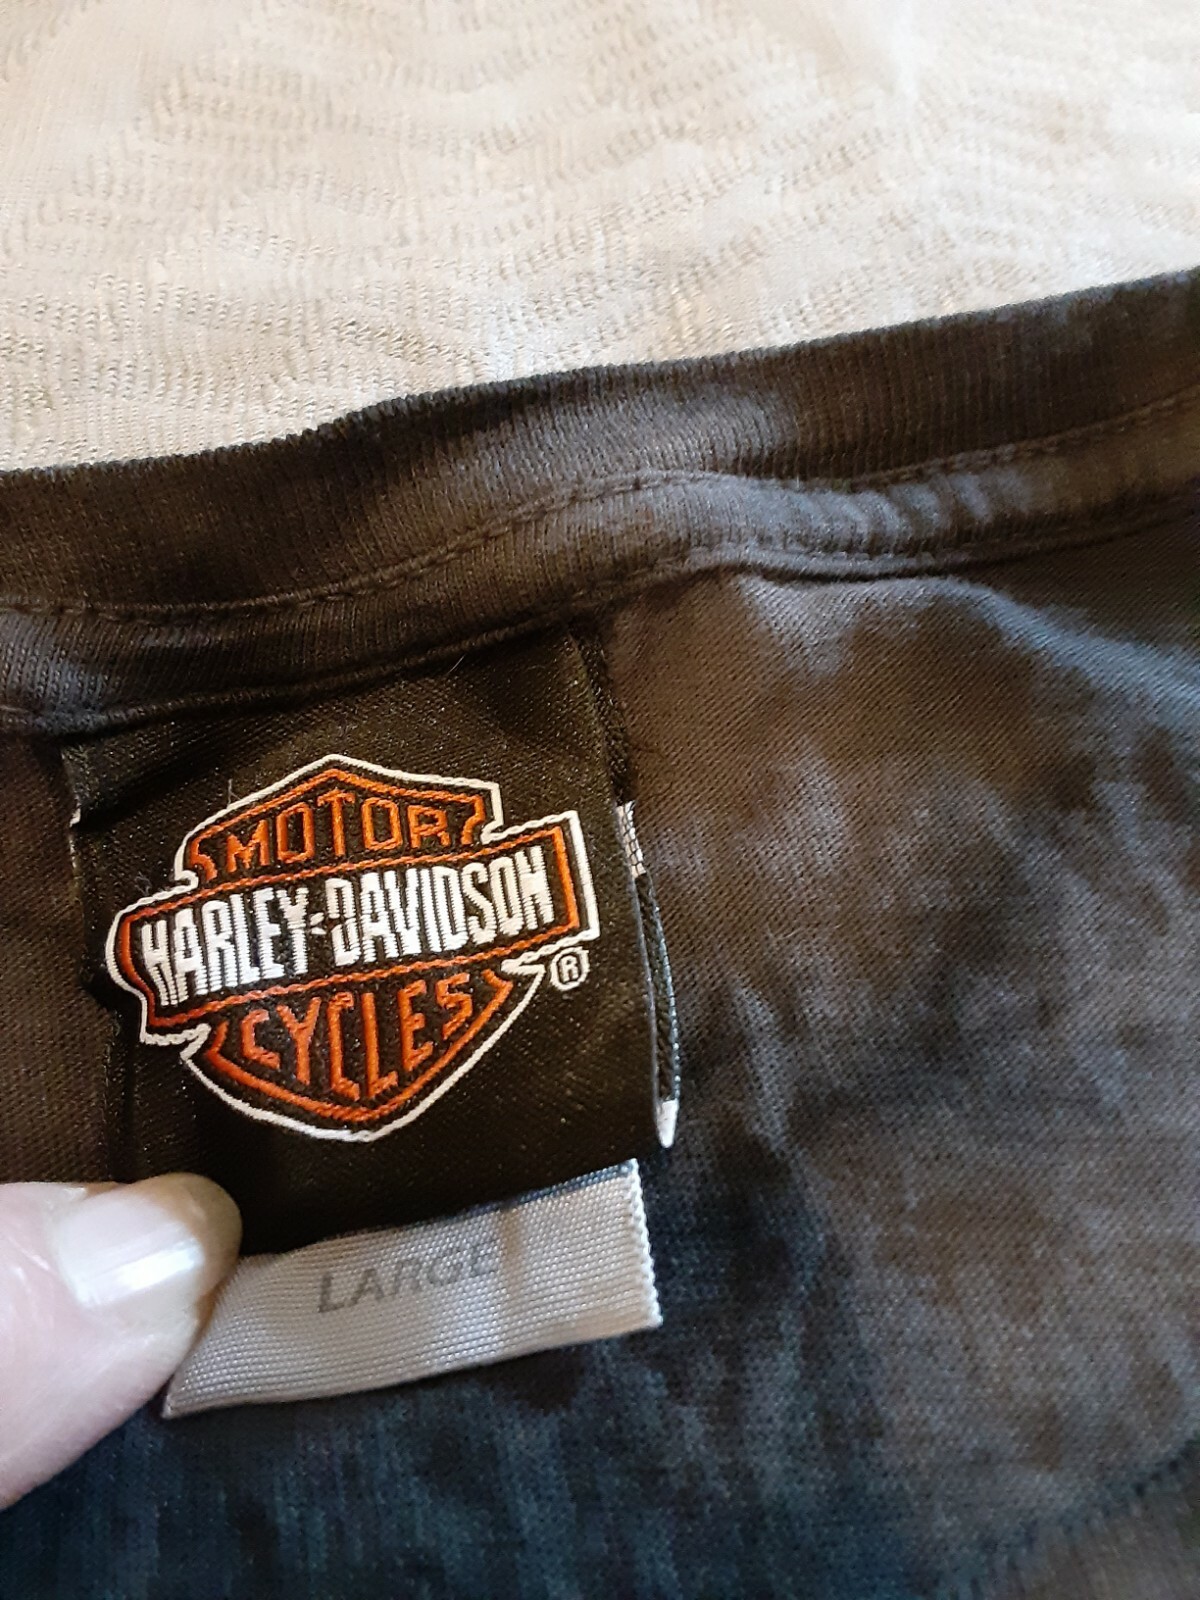 MOTOR
HARLEY-DAVIDSON
®
CYCLES
LARGE